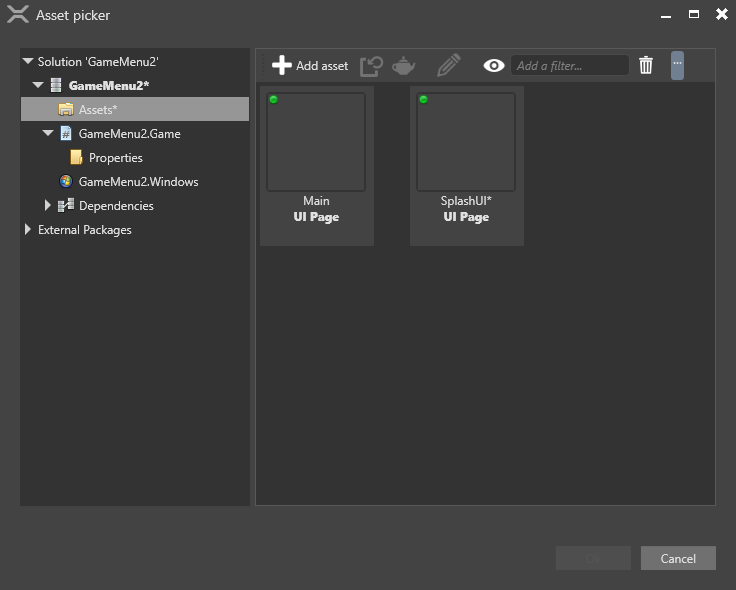 Asset picker
Solution 'GameMenu2'
GameMenu2*
Assets*
GameMenu2.Game
Properties
GameMenu2.Windows
Dependencies
External Packages
Add asset
Add a filter...
Main
UI Page
SplashUI*
UI Page
Cancel